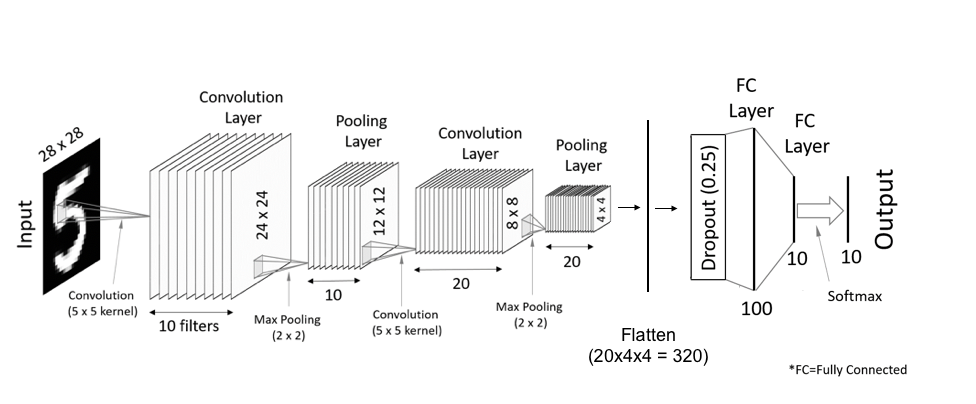 Input
28 x 28
Convolution
(5 x 5 kernel)
Convolution
Layer
24 x 24
10 filters
Max Pooling
(2 x 2)
Pooling
Layer
12 x 12
10
Convolution
(5 x 5 kernel)
Convolution
Layer
8 x 8
20
Max Pooling
(2 x 2)
Pooling
Layer
4 x 4
20
Flatten
(20x4x4 = 320)
Dropout (0.25)
FC
Layer
100
FC
Layer
10
Softmax
10
Output
*FC=Fully Connected